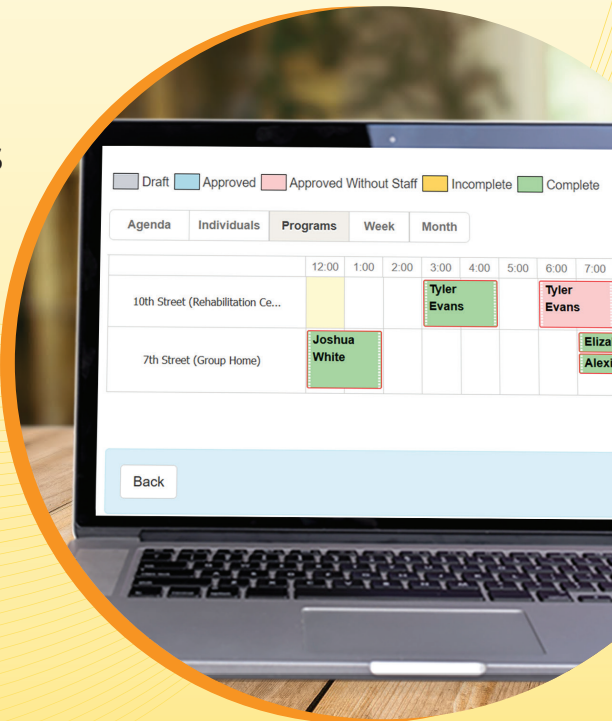 s
Draft Approved Approved Without Staff Incomplete Complete
Agenda Individuals Programs Week Month
12:00 1:00 2:00 3:00 4:00 5:00 6:00 7:00
10th Street (Rehabilitation Ce...
Tyler
Evans
Tyler
Evans
7th Street (Group Home)
Joshua
White
Eliza
Alexi
Back